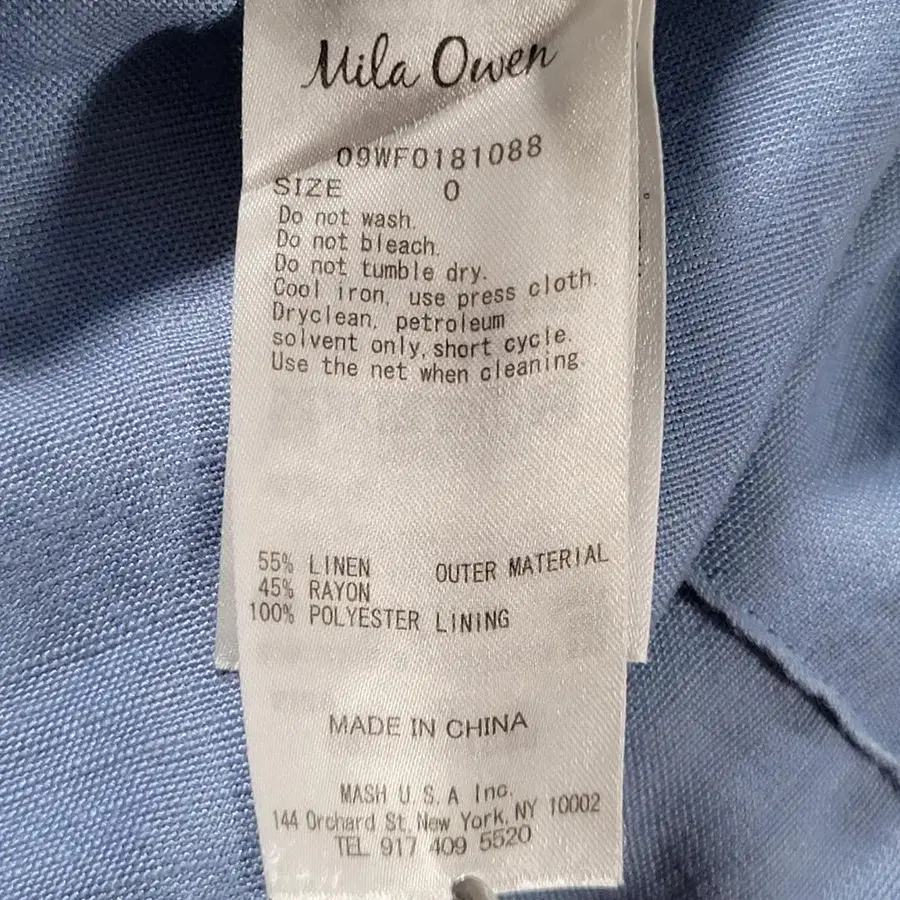 Mila Owen
09WF0181088
SIZE 0
Do not wash.
Do not bleach.
Do not tumble dry.
Cool iron, use press cloth.
Dryclean, petroleum
solvent only, short cycle.
Use the net when cleaning.
55% LINEN OUTER MATERIAL
45% RAYON
100% POLYESTER LINING
MADE IN CHINA
MASH U.S.A Inc.
144 Orchard St, New York, NY 10002
TEL 917 409 5520